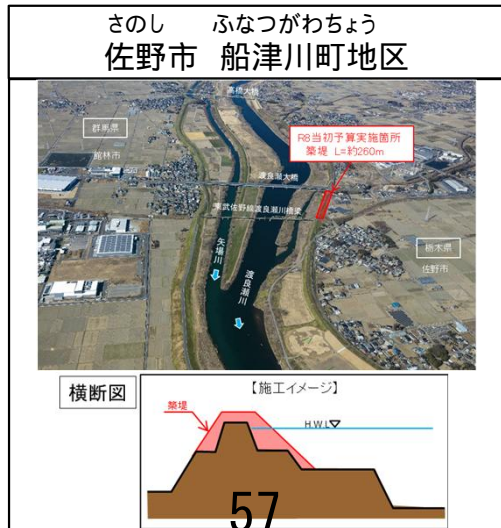 さのし ふなつがわちょう
佐野市 船津川町地区
高橋大橋
群馬県
館林市
R8当初予算実施箇所
築堤 L=約260m
渡良瀬大橋
東武佐野線渡良瀬川橋梁
矢場川
渡良瀬川
栃木県
佐野市
横断図
【施工イメージ】
築堤
H.W.L▽
57